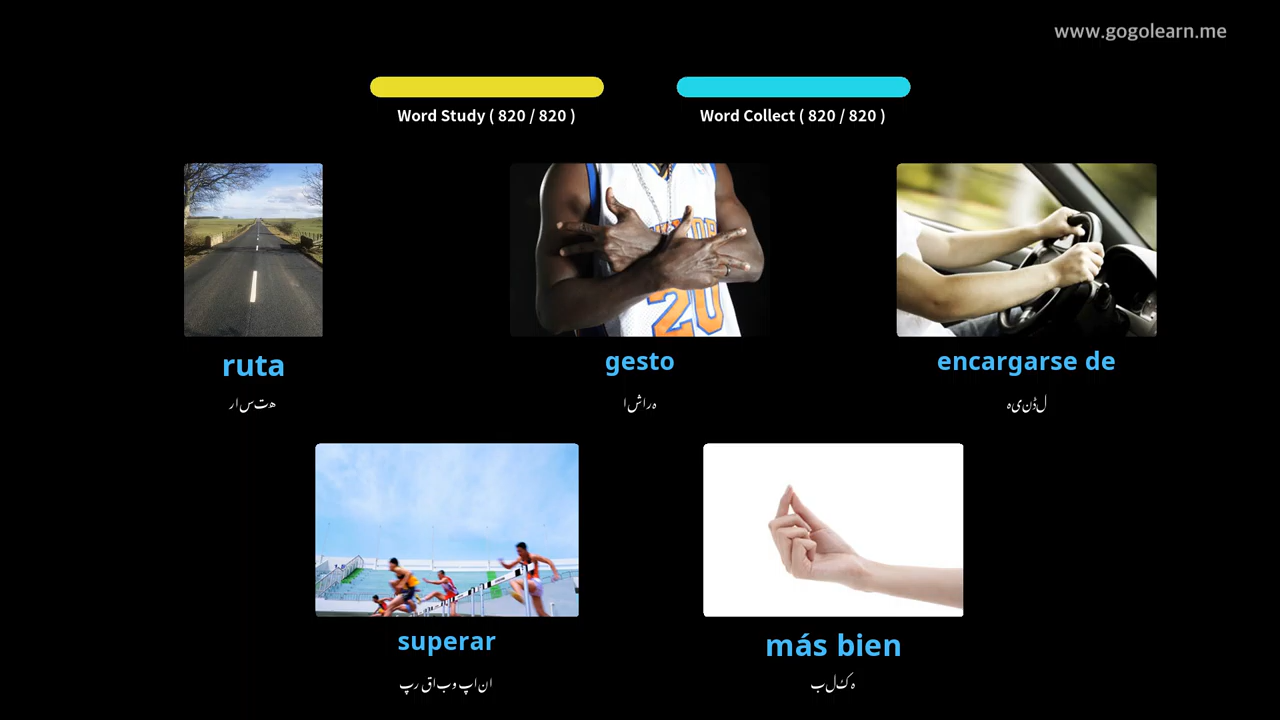 www.gogolearn.me
Word Study ( 820 / 820 )
Word Collect ( 820 / 820 )
ruta
راستہ
gesto
اشارہ
encargarse de
ہینڈل
superar
پر قابو پانا
más bien
بلکہ